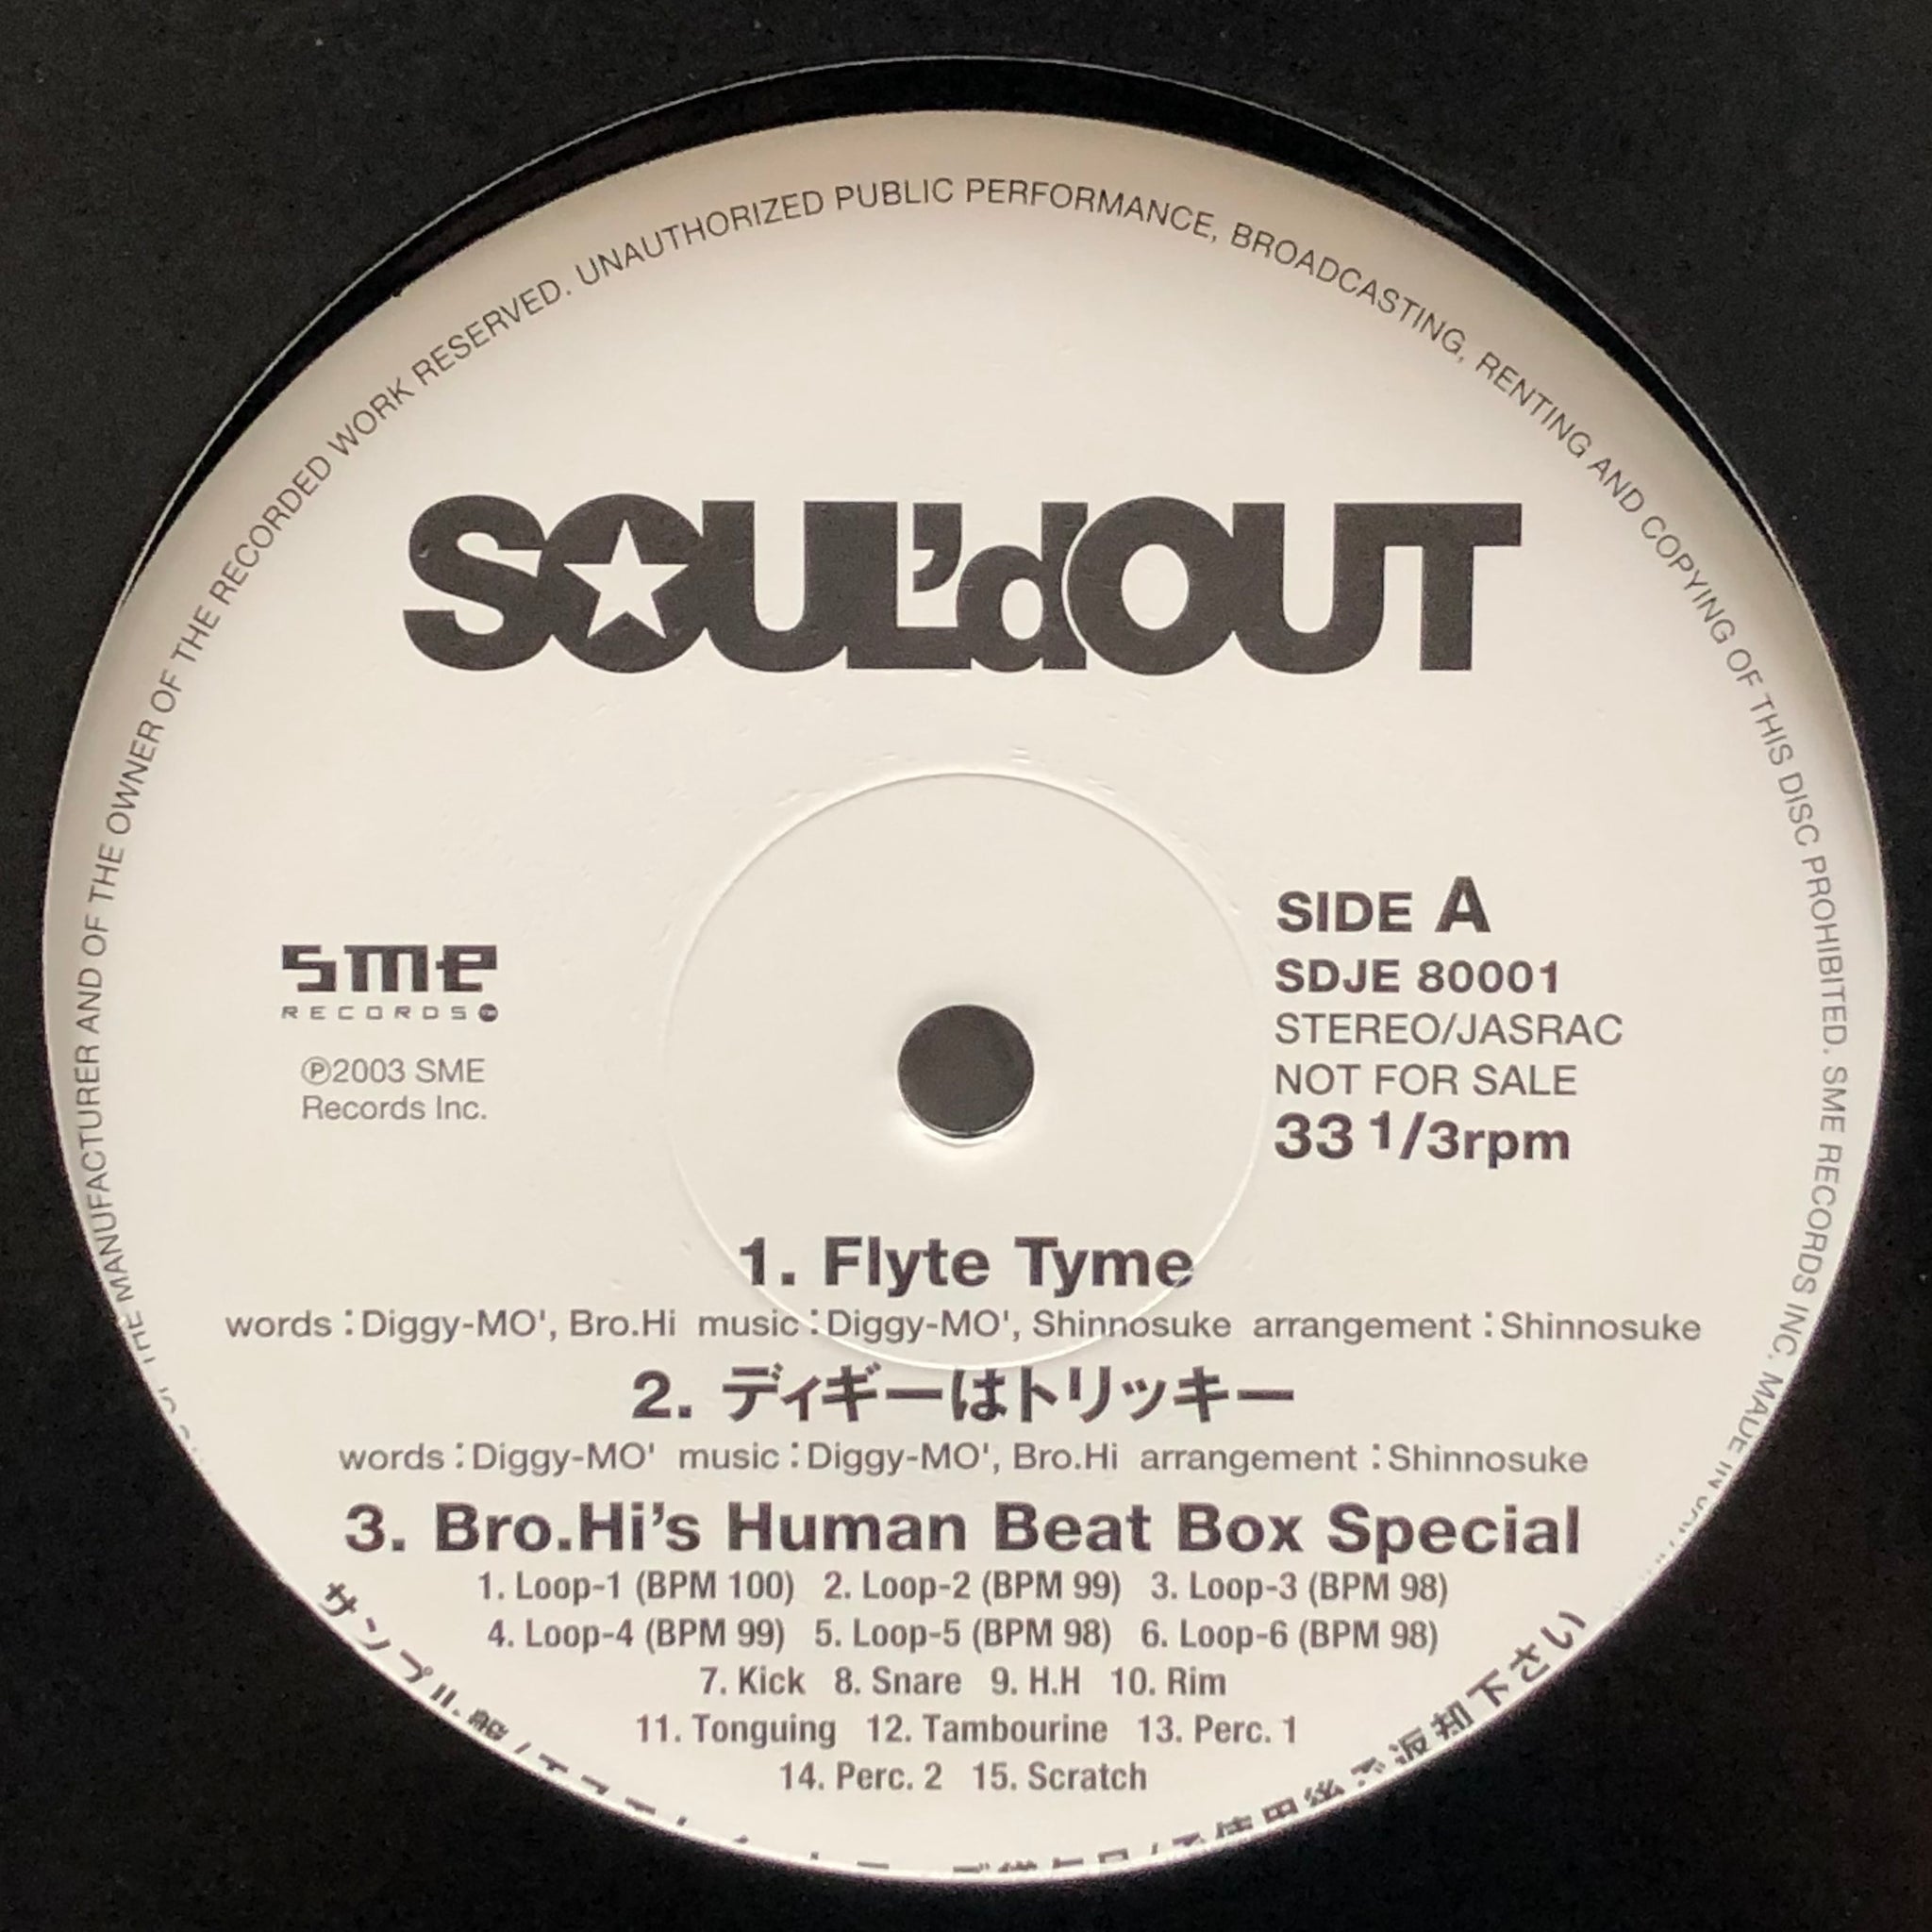 MANUFACTURER AND OF THE OWNER OF THE RECORDED WORK RESERVED. UNAUTHORIZED PUBLIC PERFORMANCE, BROADCASTING, RENTING AND COPYING OF THIS DISC PROHIBITED. SME RECORDS INC. MADE IN
SOUL'dOUT
sme
RECORDS
Ⓟ2003 SME
Records Inc.
SIDE A
SDJE 80001
STEREO/JASRAC
NOT FOR SALE
33 1/3rpm
1. Flyte Tyme
words：Diggy-MO', Bro.Hi music：Diggy-MO', Shinnosuke arrangement：Shinnosuke
2. ディギーはトリッキー
words：Diggy-MO' music：Diggy-MO', Bro.Hi arrangement：Shinnosuke
3. Bro.Hi’s Human Beat Box Special
1. Loop-1 (BPM 100) 2. Loop-2 (BPM 99) 3. Loop-3 (BPM 98)
4. Loop-4 (BPM 99) 5. Loop-5 (BPM 98) 6. Loop-6 (BPM 98)
7. Kick 8. Snare 9. H.H 10. Rim
11. Tonguing 12. Tambourine 13. Perc. 1
14. Perc. 2 15. Scratch
サンプル盤 返却下さい